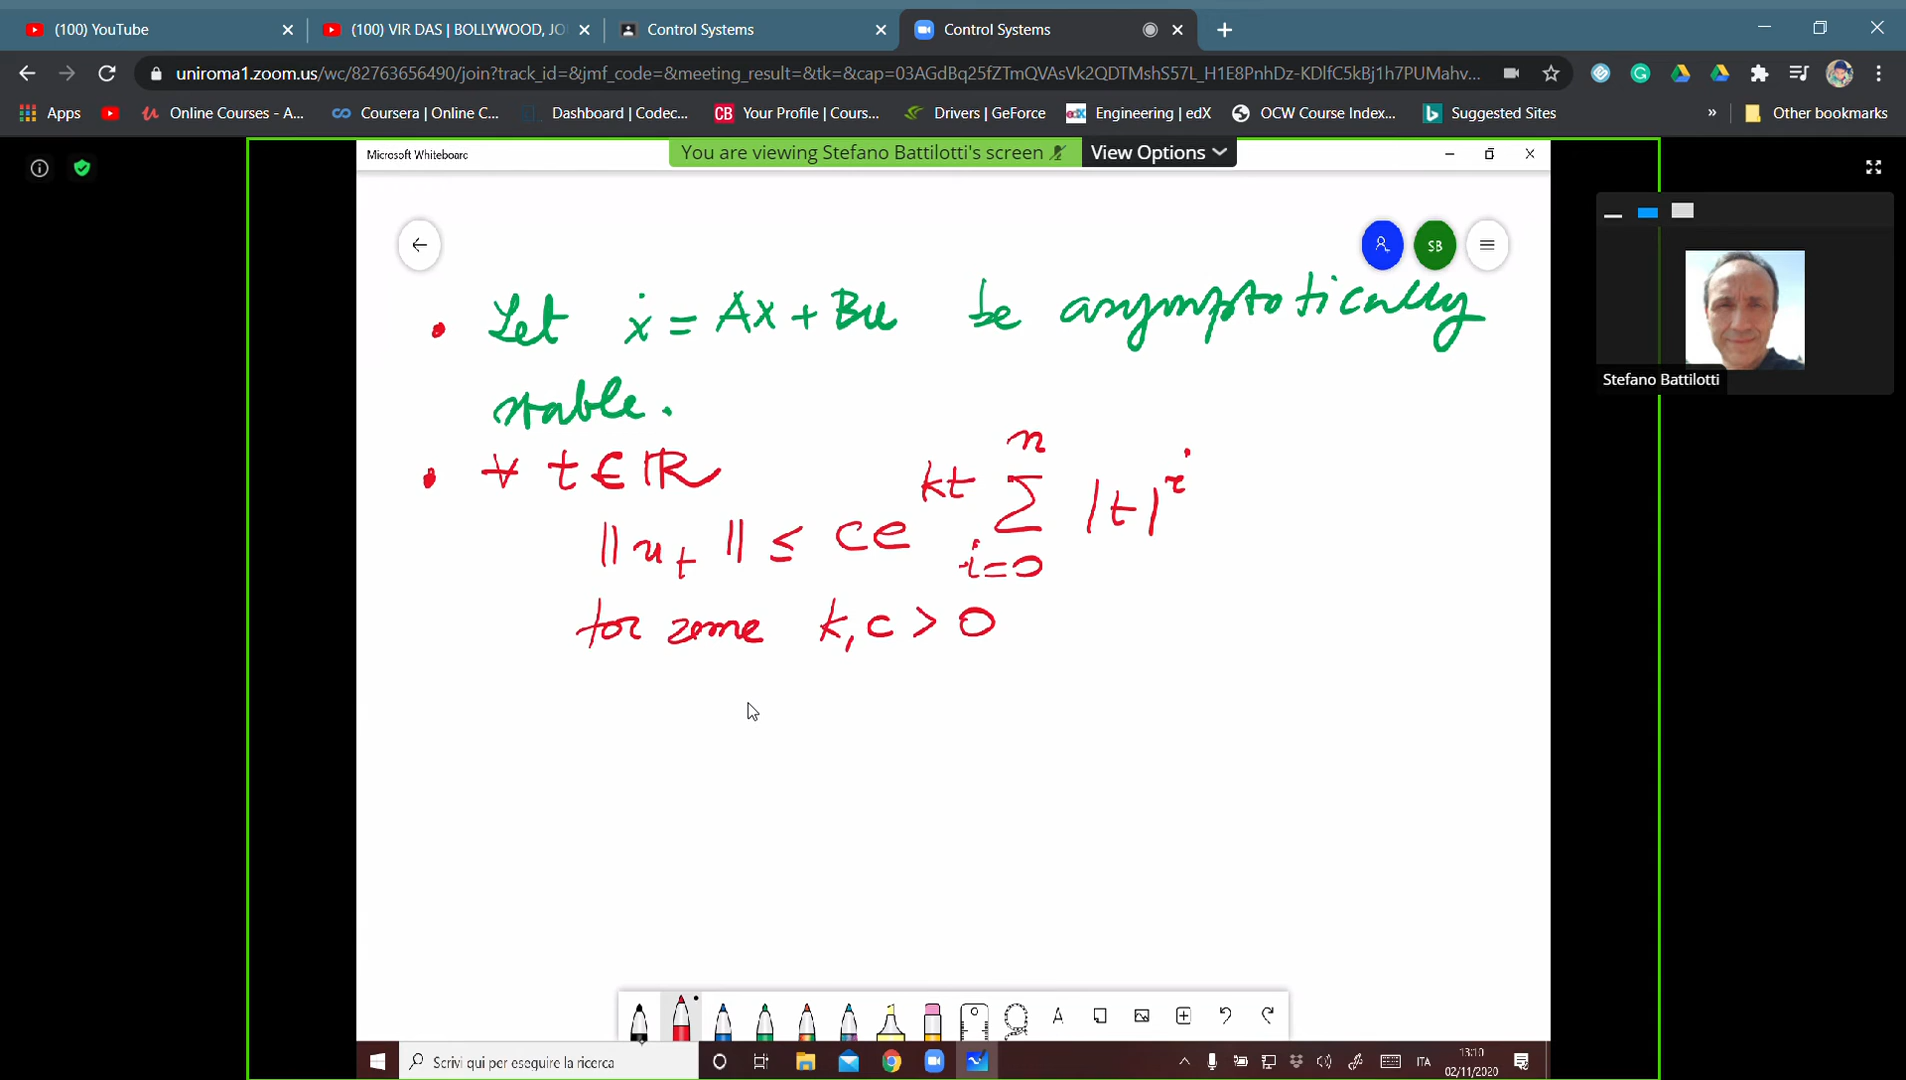 (100) YouTube
(100) VIR DAS | BOLLYWOOD, JO
Control Systems
Control Systems
uniroma1.zoom.us/wc/82763656490/join?track_id=&jmf_code=&meeting_result=&tk=&cap=03AGdBq25fZTmQVAsVk2QDTMshS57L_H1E8PnhDz-KDlfC5kBj1h7PUMahv...
Apps
Online Courses - A...
Coursera | Online C...
Dashboard | Codec...
CB Your Profile | Cours...
Drivers | GeForce
edX Engineering | edX
OCW Course Index...
Suggested Sites
»
Other bookmarks
Microsoft Whiteboard
You are viewing Stefano Battilotti's screen
View Options
SB
Stefano Battilotti
• Let ẋ = Ax + Bu be asymptotically
stable.
• ∀ t ∈ ℝ
||u_t|| ≤ c e^{kt} ∑_{i=0}^{n} |t|^i
for some k, c > 0
Scrivi qui per eseguire la ricerca
ITA
13:10
02/11/2020